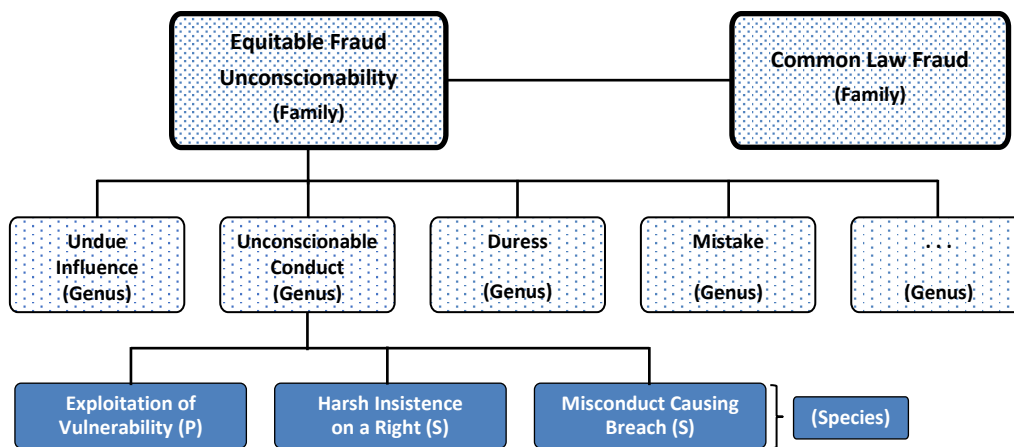 Equitable Fraud
Unconscionability
(Family)
Common Law Fraud
(Family)
Undue
Influence
(Genus)
Unconscionable
Conduct
(Genus)
Duress
(Genus)
Mistake
(Genus)
. . .
(Genus)
Exploitation of
Vulnerability (P)
Harsh Insistence
on a Right (S)
Misconduct Causing
Breach (S)
(Species)